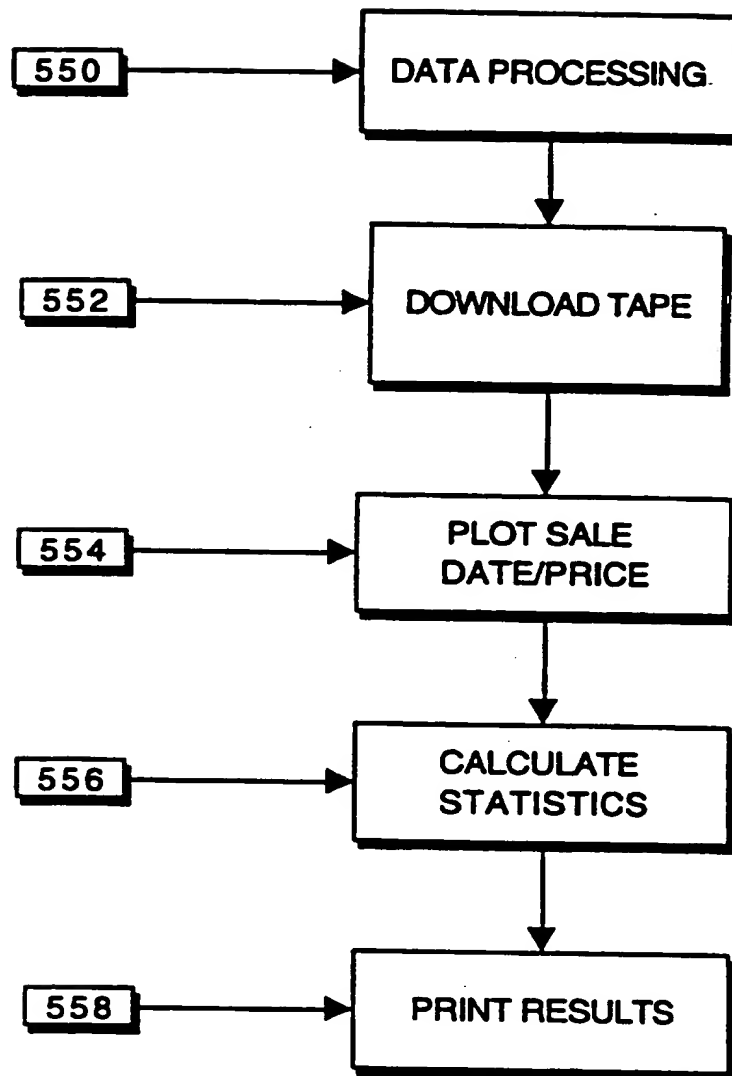 550
DATA PROCESSING
552
DOWNLOAD TAPE
554
PLOT SALE
DATE/PRICE
556
CALCULATE
STATISTICS
558
PRINT RESULTS